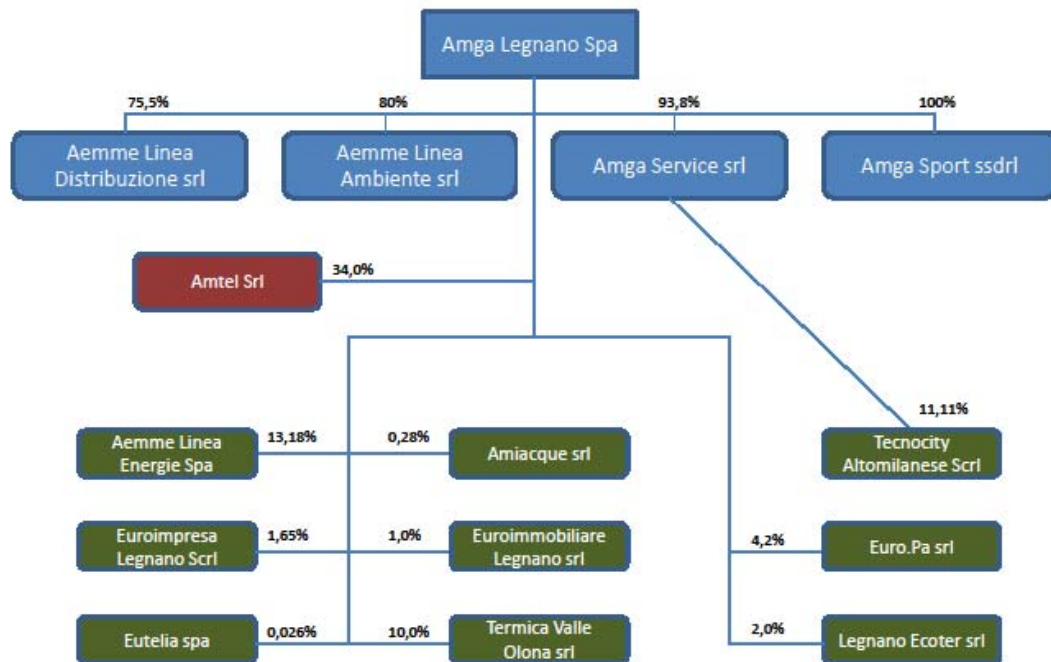 Amga Legnano Spa
75,5%
80%
93,8%
100%
Aemme Linea
Distribuzione srl
Aemme Linea
Ambiente srl
Amga Service srl
Amga Sport ssdrl
Amtel Srl
34,0%
11,11%
Aemme Linea
Energie Spa
13,18%
0,28%
Amiacque srl
Tecnocity
Altomilanese Scrl
Euroimpresa
Legnano Scrl
1,65%
1,0%
Euroimmobiliare
Legnano srl
4,2%
Euro.Pa srl
Eutelia spa
0,026%
10,0%
Termica Valle
Olona srl
2,0%
Legnano Ecoter srl